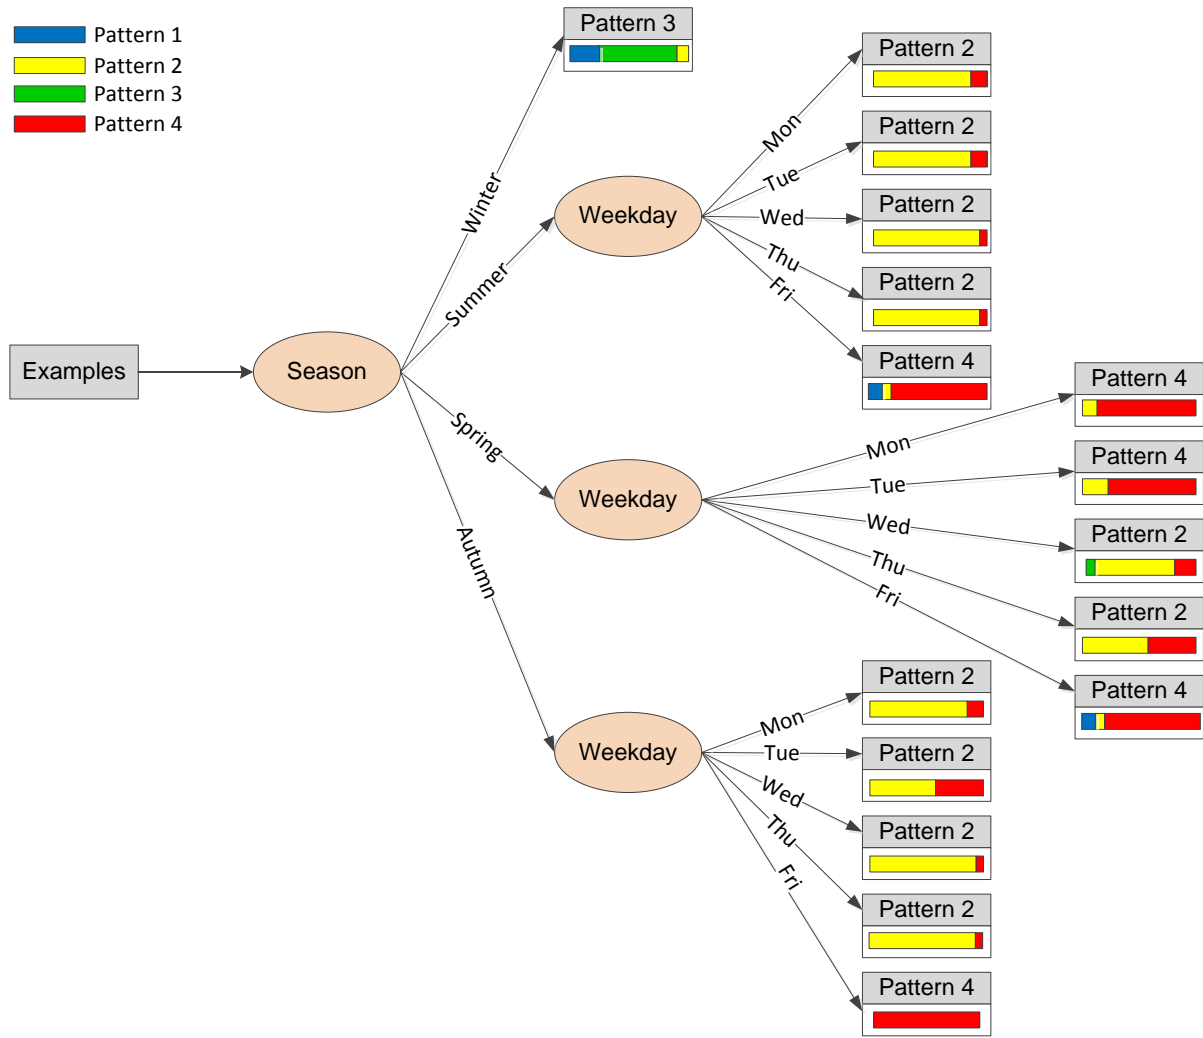 Pattern 1
Pattern 2
Pattern 3
Pattern 4
Pattern 3
Examples
Season
Winter
Summer
Spring
Autumn
Weekday
Mon
Tue
Wed
Thu
Fri
Pattern 2
Pattern 2
Pattern 2
Pattern 2
Pattern 4
Weekday
Mon
Tue
Wed
Thu
Fri
Pattern 4
Pattern 4
Pattern 2
Pattern 2
Pattern 4
Weekday
Mon
Tue
Wed
Thu
Fri
Pattern 2
Pattern 2
Pattern 2
Pattern 2
Pattern 4